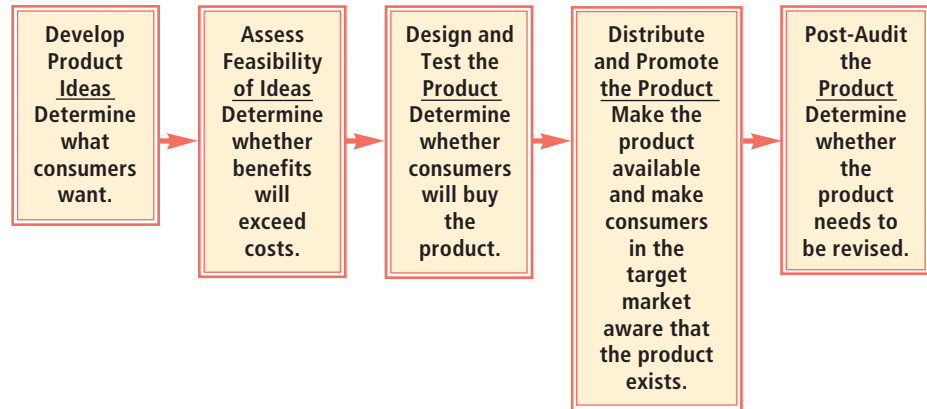 Develop
Product
Ideas
Determine
what
consumers
want.
Assess
Feasibility
of Ideas
Determine
whether
benefits
will
exceed
costs.
Design and
Test the
Product
Determine
whether
consumers
will buy
the
product.
Distribute
and Promote
the Product
Make the
product
available
and make
consumers
in the
target
market
aware that
the product
exists.
Post-Audit
the
Product
Determine
whether
the
product
needs to
be revised.